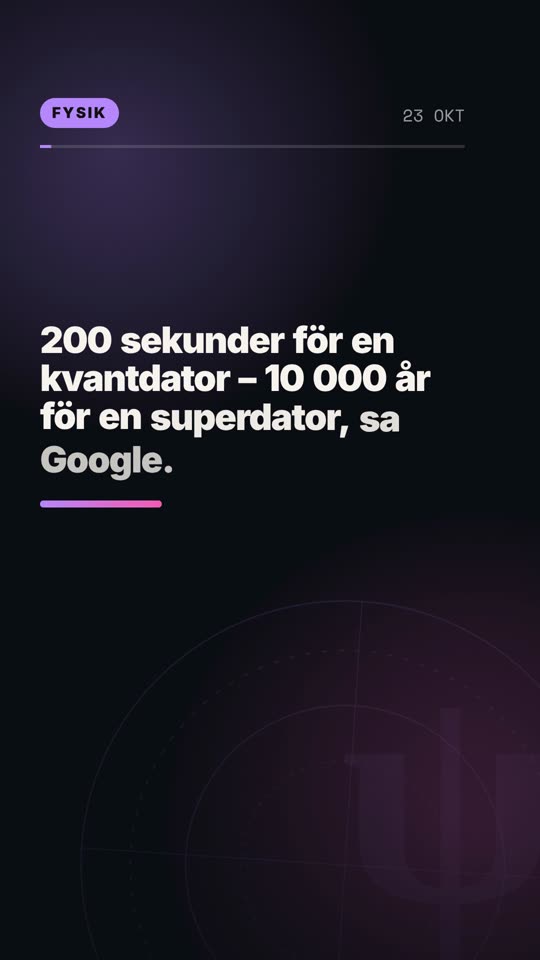 FYSIK
23 OKT
200 sekunder för en
kvantdator – 10 000 år
för en superdator, sa
Google.
ψ